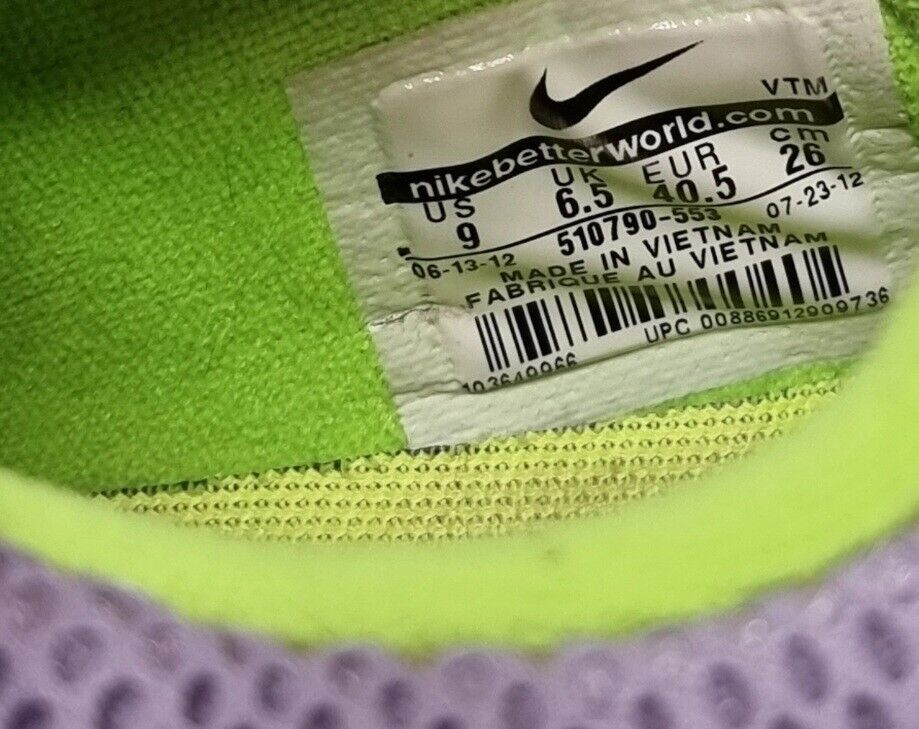 VTM
nikebetterworld.com
US UK EUR cm
9 6.5 40.5 26
06-13-12 510790-553 07-23-12
MADE IN VIETNAM
FABRIQUE AU VIETNAM
UPC 00886912909736
103640966